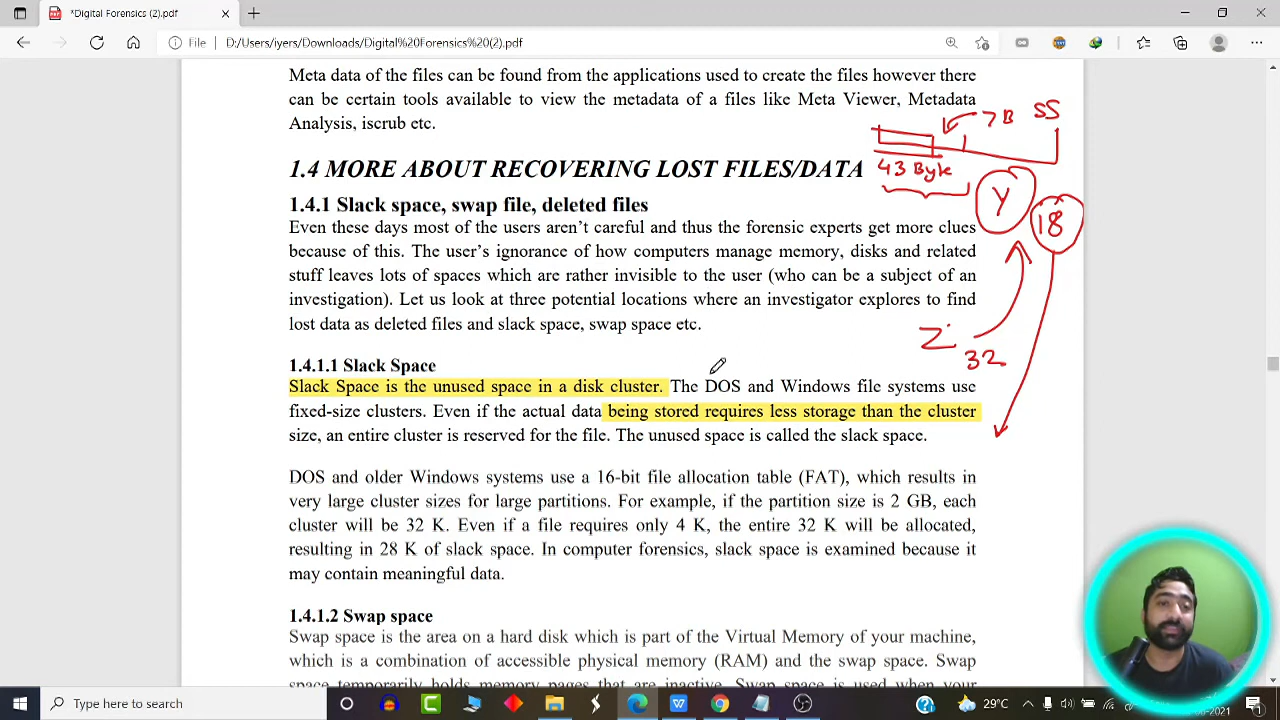 *Digital Forensics (2).pdf
File
D:/Users/iyers/Downloads/Digital%20Forensics%20(2).pdf
Meta data of the files can be found from the applications used to create the files however there
can be certain tools available to view the metadata of a files like Meta Viewer, Metadata
Analysis, iscrub etc.
7B SS
43 Byte
Y
18
Z
32
1.4 MORE ABOUT RECOVERING LOST FILES/DATA
1.4.1 Slack space, swap file, deleted files
Even these days most of the users aren't careful and thus the forensic experts get more clues
because of this. The user's ignorance of how computers manage memory, disks and related
stuff leaves lots of spaces which are rather invisible to the user (who can be a subject of an
investigation). Let us look at three potential locations where an investigator explores to find
lost data as deleted files and slack space, swap space etc.
1.4.1.1 Slack Space
Slack Space is the unused space in a disk cluster. The DOS and Windows file systems use
fixed-size clusters. Even if the actual data being stored requires less storage than the cluster
size, an entire cluster is reserved for the file. The unused space is called the slack space.
DOS and older Windows systems use a 16-bit file allocation table (FAT), which results in
very large cluster sizes for large partitions. For example, if the partition size is 2 GB, each
cluster will be 32 K. Even if a file requires only 4 K, the entire 32 K will be allocated,
resulting in 28 K of slack space. In computer forensics, slack space is examined because it
may contain meaningful data.
1.4.1.2 Swap space
Swap space is the area on a hard disk which is part of the Virtual Memory of your machine,
which is a combination of accessible physical memory (RAM) and the swap space. Swap
space temporarily holds memory pages that are inactive. Swap space is used when your
Type here to search
29°C